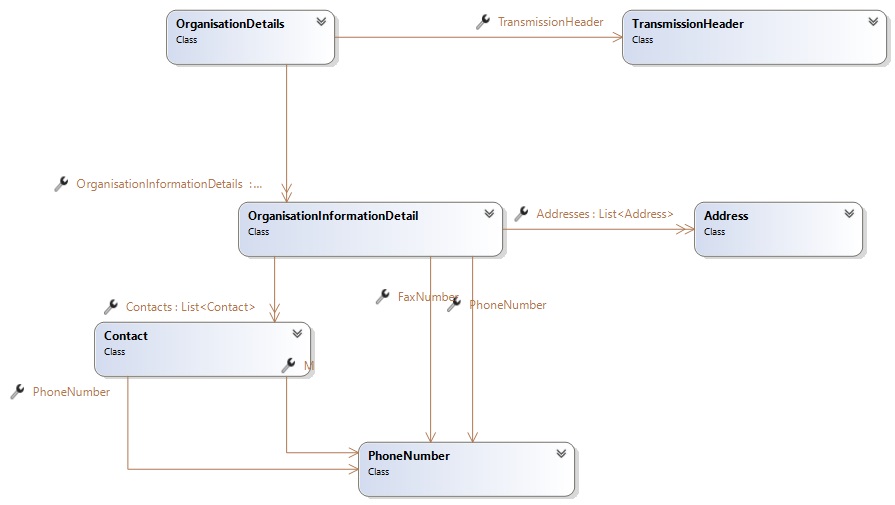 OrganisationDetails
Class
TransmissionHeader
TransmissionHeader
Class
OrganisationInformationDetails :...
OrganisationInformationDetail
Class
Addresses : List<Address>
Address
Class
Contacts : List<Contact>
FaxNumber
PhoneNumber
Contact
Class
M
PhoneNumber
PhoneNumber
Class